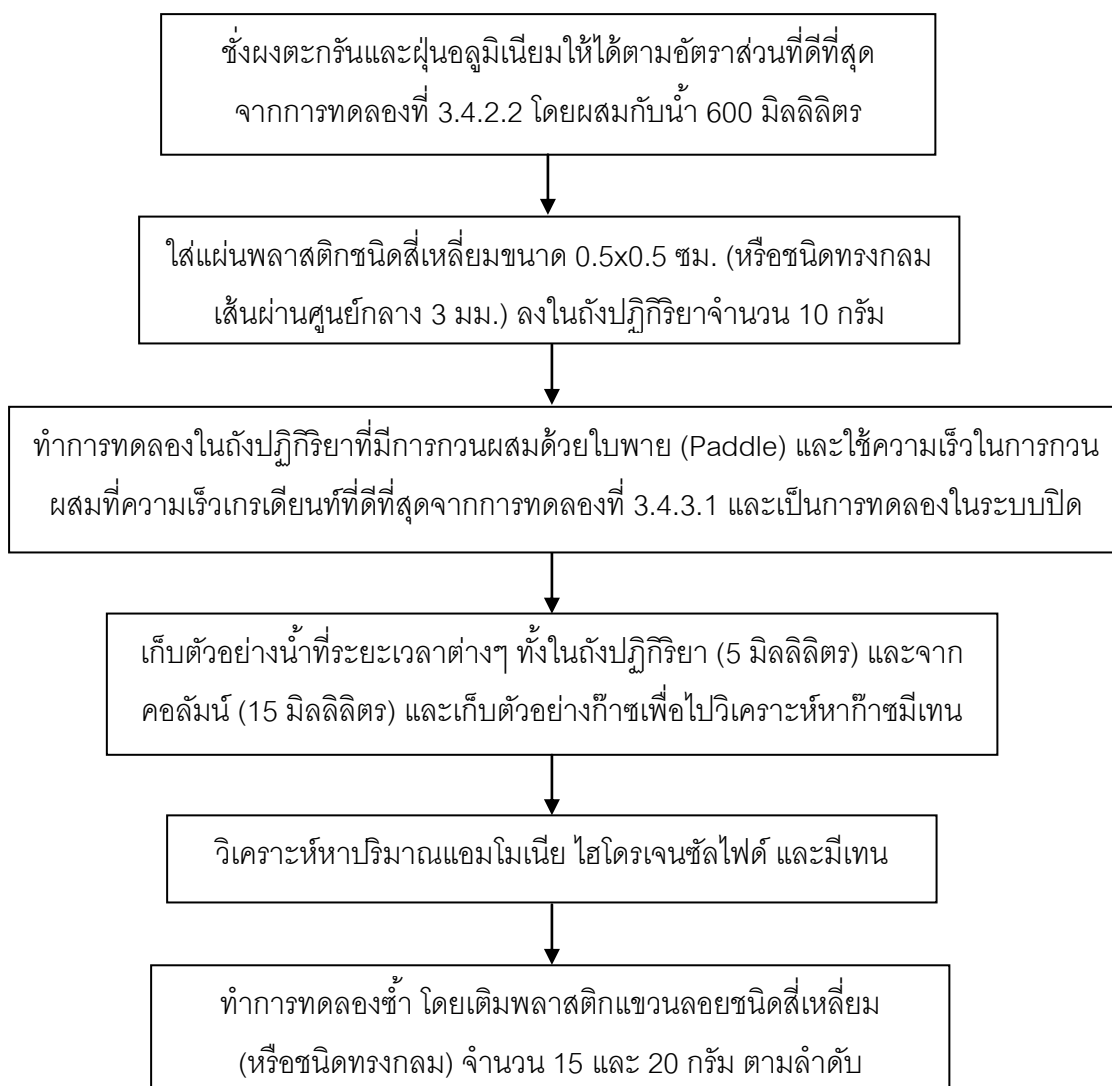 ชั่งผงตะกรันและฝุ่นอลูมิเนียมให้ได้ตามอัตราส่วนที่ดีที่สุด
จากการทดลองที่ 3.4.2.2 โดยผสมกับน้ำ 600 มิลลิลิตร
ใส่แผ่นพลาสติกชนิดสี่เหลี่ยมขนาด 0.5x0.5 ซม. (หรือชนิดทรงกลม
เส้นผ่านศูนย์กลาง 3 มม.) ลงในถังปฏิกิริยาจำนวน 10 กรัม
ทำการทดลองในถังปฏิกิริยาที่มีการกวนผสมด้วยใบพาย (Paddle) และใช้ความเร็วในการกวน
ผสมที่ความเร็วเกรเดียนท์ที่ดีที่สุดจากการทดลองที่ 3.4.3.1 และเป็นการทดลองในระบบปิด
เก็บตัวอย่างน้ำที่ระยะเวลาต่างๆ ทั้งในถังปฏิกิริยา (5 มิลลิลิตร) และจาก
คอลัมน์ (15 มิลลิลิตร) และเก็บตัวอย่างก๊าซเพื่อไปวิเคราะห์หาก๊าซมีเทน
วิเคราะห์หาปริมาณแอมโมเนีย ไฮโดรเจนซัลไฟด์ และมีเทน
ทำการทดลองซ้ำ โดยเติมพลาสติกแขวนลอยชนิดสี่เหลี่ยม
(หรือชนิดทรงกลม) จำนวน 15 และ 20 กรัม ตามลำดับ